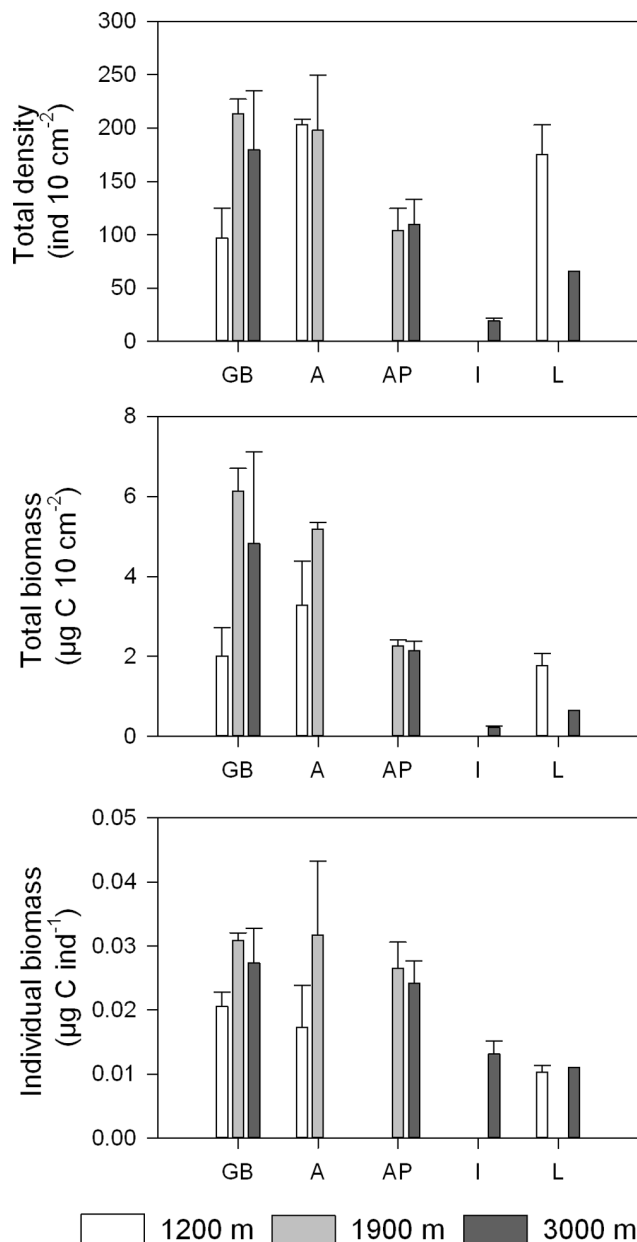 Total density
(ind 10 cm⁻²)
300
250
200
150
100
50
0
GB A AP I L
Total biomass
(µg C 10 cm⁻²)
8
6
4
2
0
GB A AP I L
Individual biomass
(µg C ind⁻¹)
0.05
0.04
0.03
0.02
0.01
0.00
GB A AP I L
1200 m 1900 m 3000 m